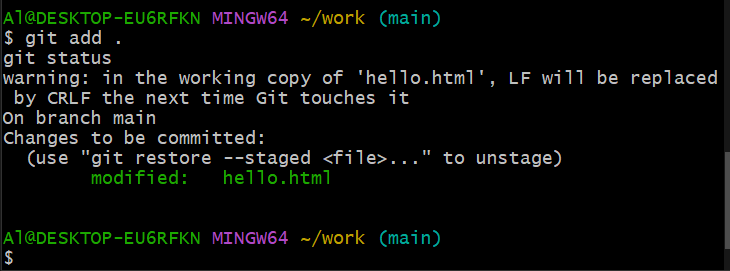 Al@DESKTOP-EU6RFKN MINGW64 ~/work (main)
$ git add .
git status
warning: in the working copy of 'hello.html', LF will be replaced
 by CRLF the next time Git touches it
On branch main
Changes to be committed:
  (use "git restore --staged <file>..." to unstage)
        modified:   hello.html

Al@DESKTOP-EU6RFKN MINGW64 ~/work (main)
$